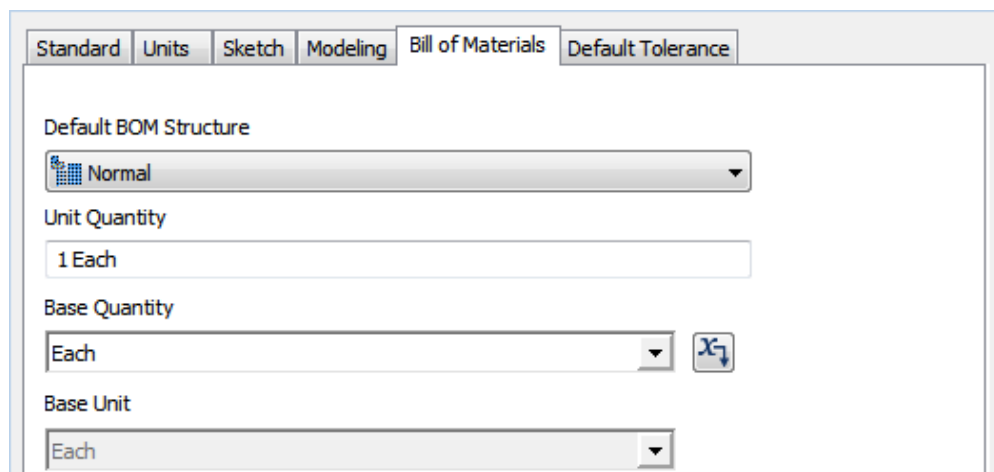 Standard Units Sketch Modeling Bill of Materials Default Tolerance
Default BOM Structure
Normal
Unit Quantity
1 Each
Base Quantity
Each
Base Unit
Each